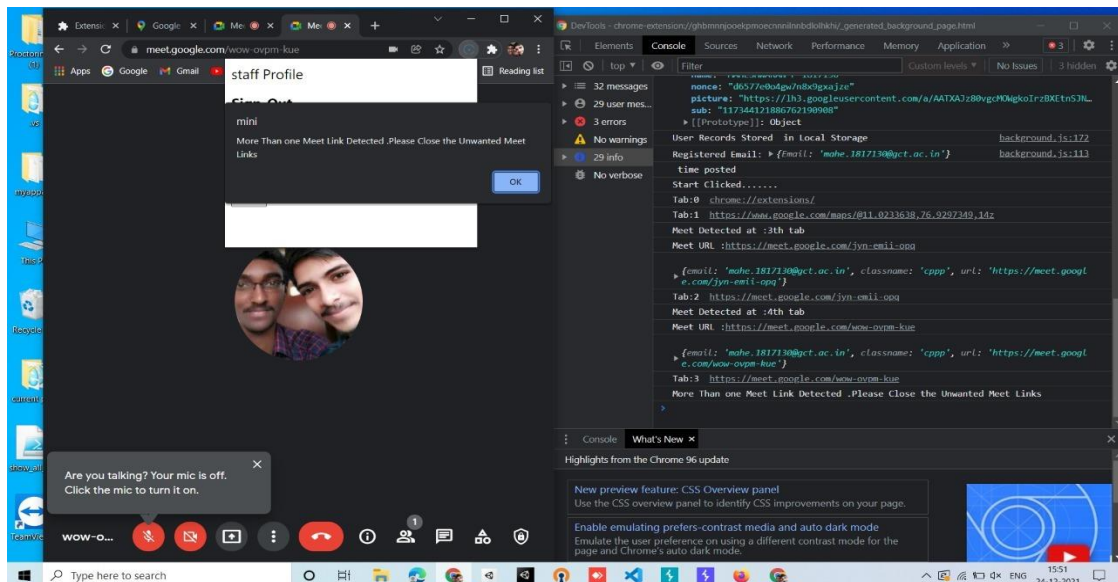 Extensio
Google
Me
Me
meet.google.com/wow-ovpm-kue
Apps
Google
Gmail
Reading list
staff Profile
mini
More Than one Meet Link Detected .Please Close the Unwanted Meet
Links
OK
Are you talking? Your mic is off.
Click the mic to turn it on.
wow-o...
1
DevTools - chrome-extension://ghbmnnjooekpmoecnnnilnnbdlolhkhi/_generated_background_page.html
Elements
Console
Sources
Network
Performance
Memory
Application
3
top
Filter
Custom levels
No Issues
3 hidden
32 messages
29 user mes...
3 errors
No warnings
29 info
No verbose
nonce: "d6577e0o4gw7n8x9gxajze"
sub: "117344121886762190908"
[[Prototype]]: Object
User Records Stored in Local Storage
background.js:172
Registered Email: {Email: 'mahe.1817130@gct.ac.in'}
background.js:113
time posted
Start Clicked.......
Tab:0 chrome://extensions/
Tab:1 https://www.google.com/maps/@11.0233638,76.9297349,14z
Meet Detected at :3th tab
Meet URL :https://meet.google.com/jyn-emii-opq
{email: 'mahe.1817130@gct.ac.in', classname: 'cppp', url: 'https://meet.googl
e.com/jyn-emii-opq'}
Tab:2 https://meet.google.com/jyn-emii-opq
Meet Detected at :4th tab
Meet URL :https://meet.google.com/wow-ovpm-kue
{email: 'mahe.1817130@gct.ac.in', classname: 'cppp', url: 'https://meet.googl
e.com/wow-ovpm-kue'}
Tab:3 https://meet.google.com/wow-ovpm-kue
More Than one Meet Link Detected .Please Close the Unwanted Meet Links
Console
What's New
Highlights from the Chrome 96 update
New preview feature: CSS Overview panel
Use the CSS overview panel to identify CSS improvements on your page.
Enable emulating prefers-contrast media and auto dark mode
Emulate the user preference on using a different contrast mode for the
page and Chrome's auto dark mode.
Type here to search
ENG
15:51
24-12-2021